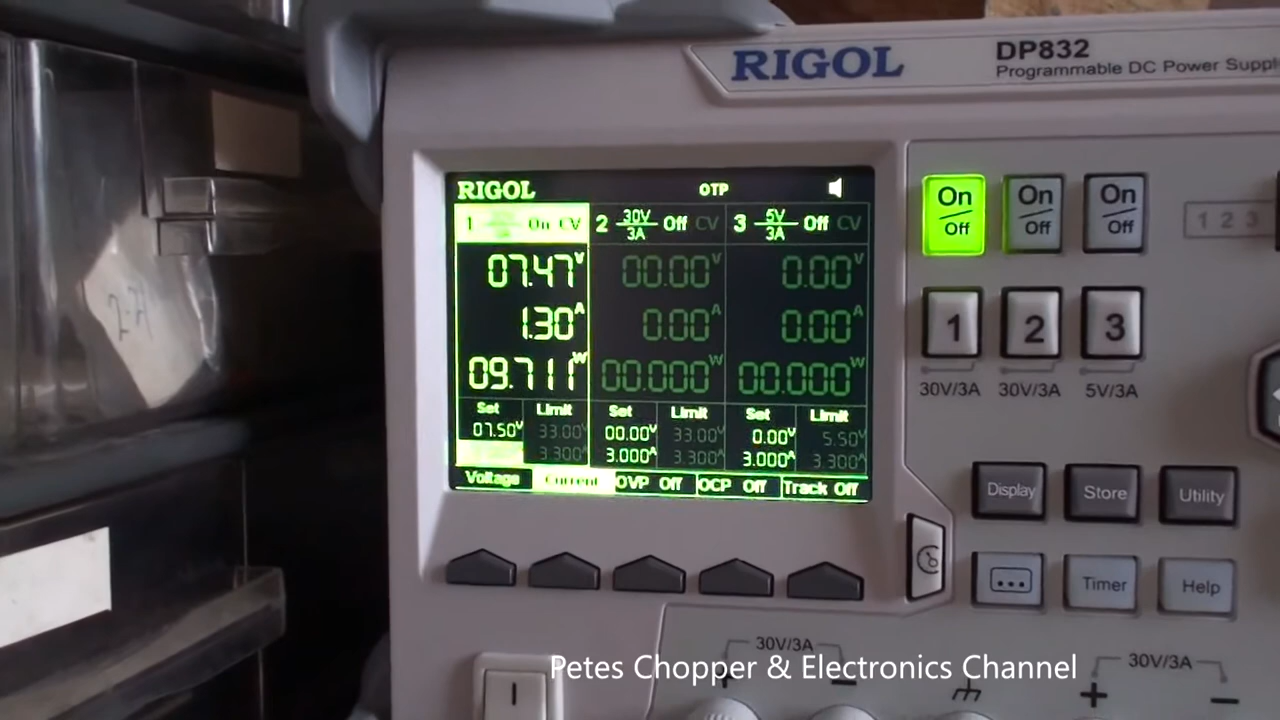 RIGOL
DP832
Programmable DC Power
RIGOL OTP
1 On CV 2 30V/3A Off CV 3 5V/3A Off CV
07.47V 00.00V 0.00V
1.30A 0.00A 0.00A
09.711W 00.000W 00.000W
Set Limit Set Limit Set Limit
07.50V 33.00V 00.00V 33.00V 0.00V 5.50V
3.300A 3.000A 3.300A 3.000A 3.300A
Voltage Current OVP Off OCP Off Track Off
On/Off On/Off On/Off
1 2 3
1 2 3
30V/3A 30V/3A 5V/3A
Display Store Utility
... Timer Help
30V/3A 30V/3A
+ - + -
Petes Chopper & Electronics Channel